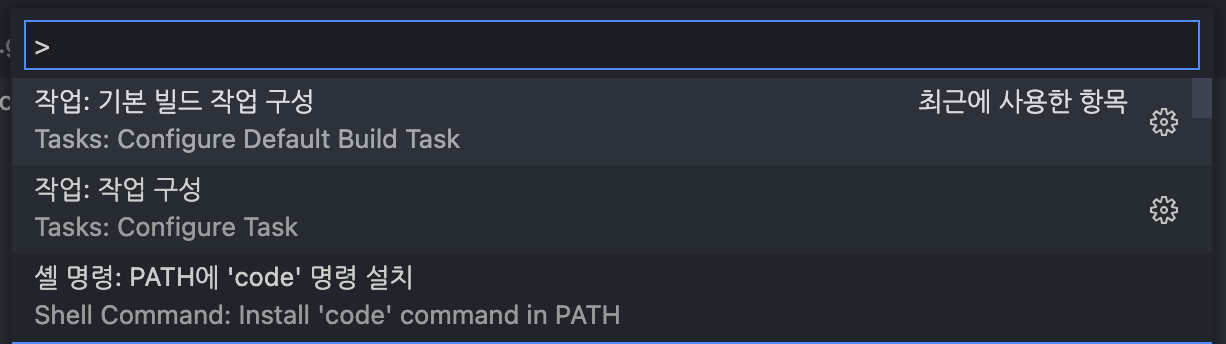 >
작업: 기본 빌드 작업 구성 최근에 사용한 항목
Tasks: Configure Default Build Task
작업: 작업 구성
Tasks: Configure Task
셸 명령: PATH에 'code' 명령 설치
Shell Command: Install 'code' command in PATH